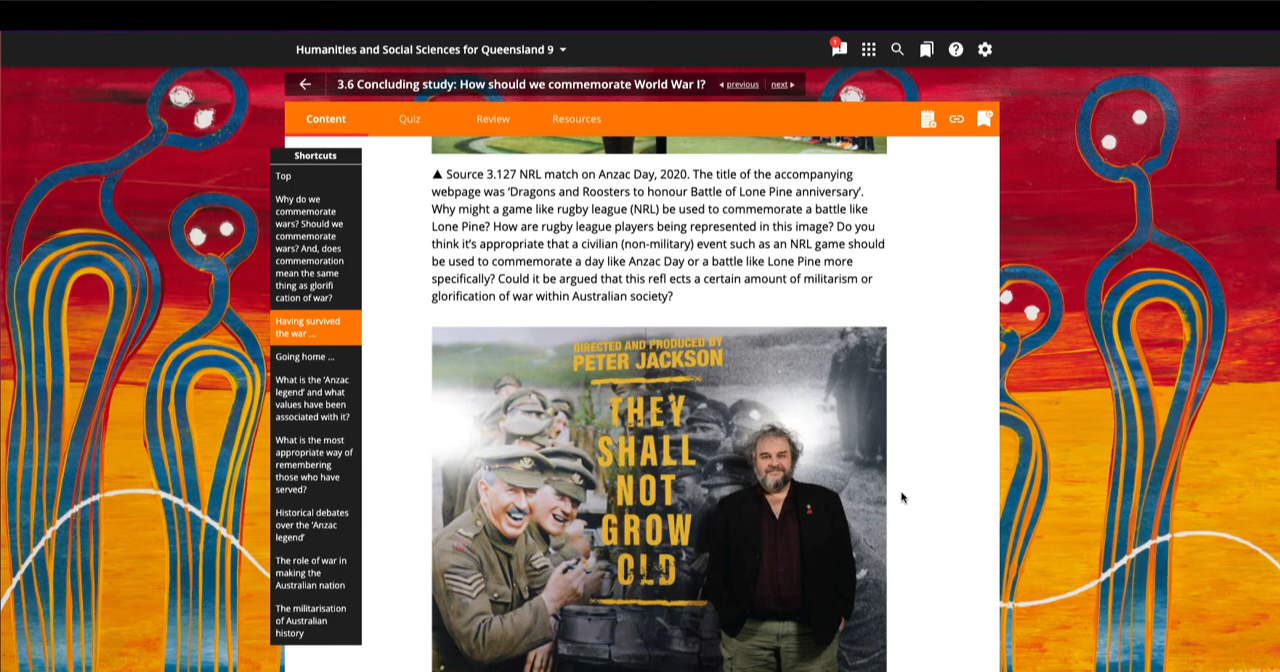 Humanities and Social Sciences for Queensland 9
1
3.6 Concluding study: How should we commemorate World War I?
previous
next
Content
Quiz
Review
Resources
Shortcuts
Top
Why do we
commemorate
wars? Should we
commemorate
wars? And, does
commemoration
mean the same
thing as glorifi
cation of war?
Having survived
the war ...
Going home ...
What is the 'Anzac
legend' and what
values have been
associated with it?
What is the most
appropriate way of
remembering
those who have
served?
Historical debates
over the 'Anzac
legend'
The role of war in
making the
Australian nation
The militarisation
of Australian
history
▲ Source 3.127 NRL match on Anzac Day, 2020. The title of the accompanying
webpage was 'Dragons and Roosters to honour Battle of Lone Pine anniversary'.
Why might a game like rugby league (NRL) be used to commemorate a battle like
Lone Pine? How are rugby league players being represented in this image? Do you
think it's appropriate that a civilian (non-military) event such as an NRL game should
be used to commemorate a day like Anzac Day or a battle like Lone Pine more
specifically? Could it be argued that this refl ects a certain amount of militarism or
glorification of war within Australian society?
DIRECTED AND PRODUCED BY
PETER JACKSON
THEY
SHALL
NOT
GROW
OLD